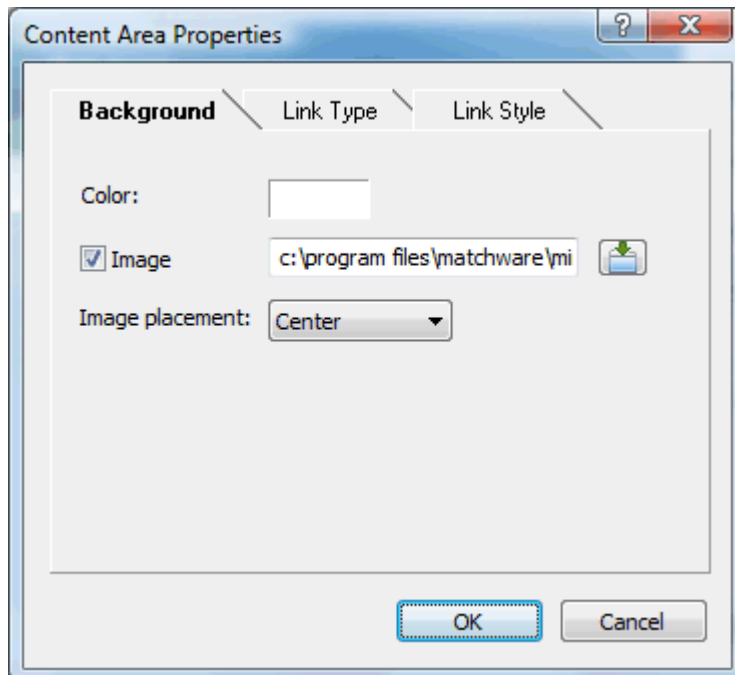 Content Area Properties
?
X
Background
Link Type
Link Style
Color:
Image
c:\program files\matchware\mi
Image placement:
Center
OK
Cancel